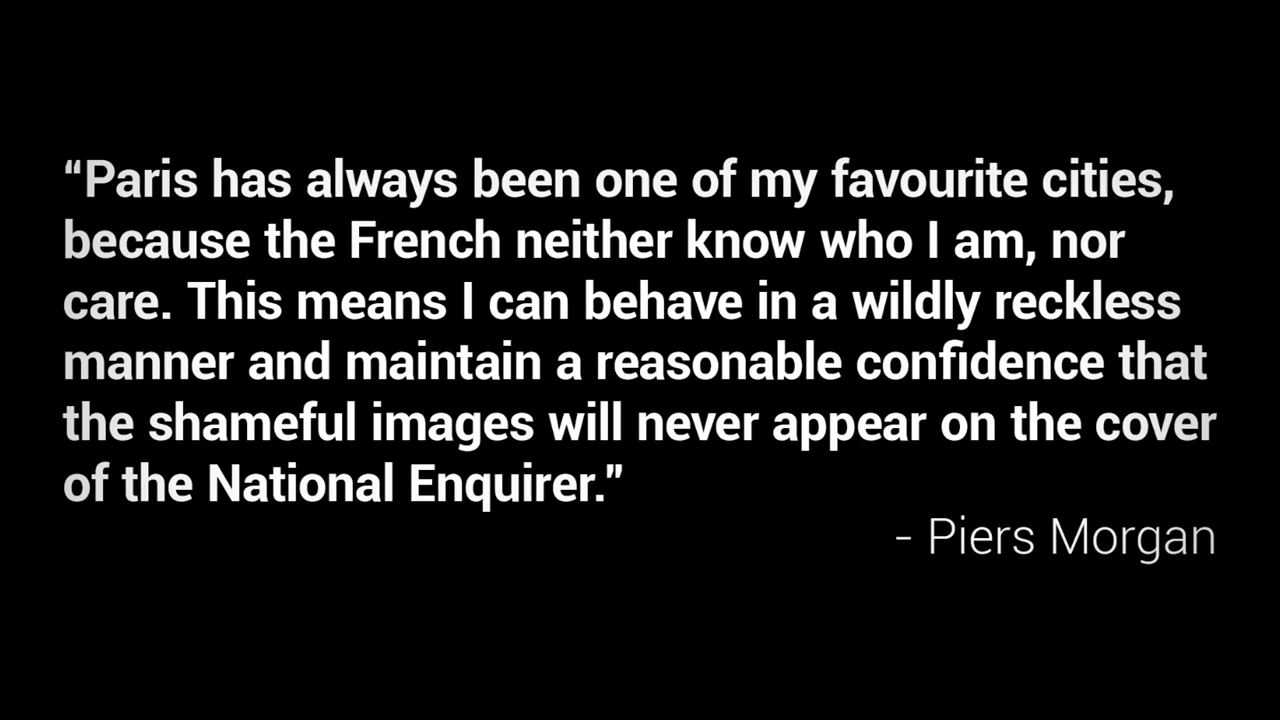 “Paris has always been one of my favourite cities,
because the French neither know who I am, nor
care. This means I can behave in a wildly reckless
manner and maintain a reasonable confidence that
the shameful images will never appear on the cover
of the National Enquirer.”
- Piers Morgan